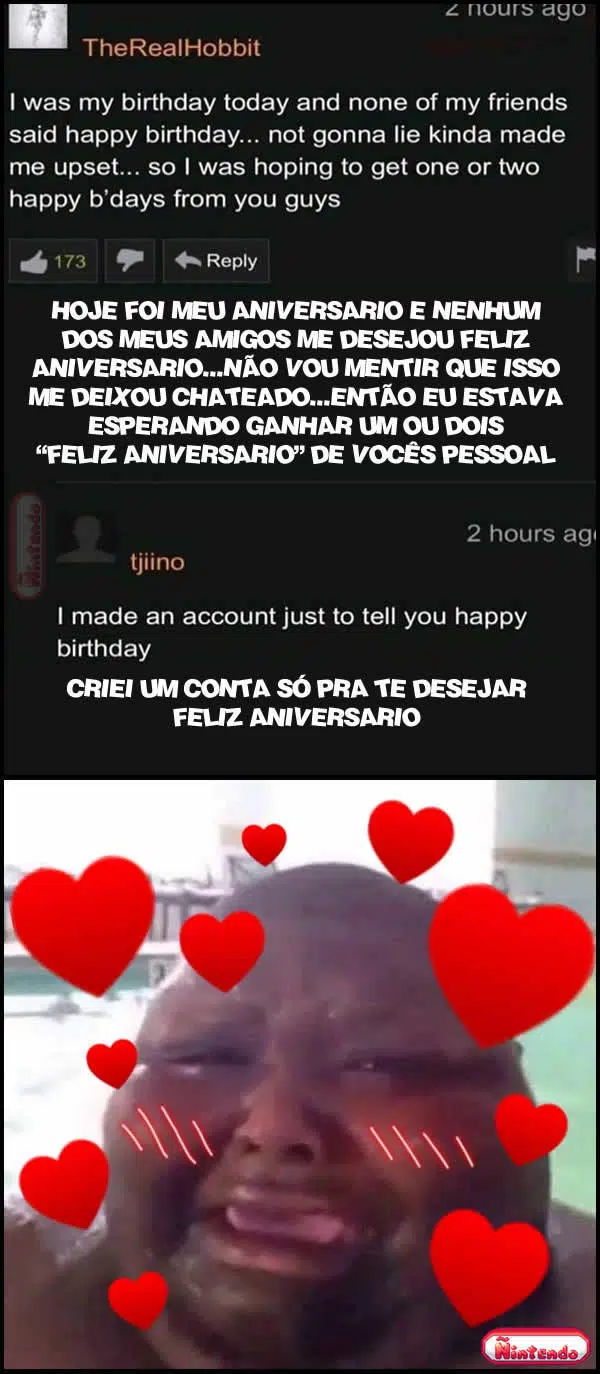 2 hours ago
TheRealHobbit
I was my birthday today and none of my friends
said happy birthday... not gonna lie kinda made
me upset... so I was hoping to get one or two
happy b'days from you guys
173
Reply
HOJE FOI MEU ANIVERSARIO E NENHUM
DOS MEUS AMIGOS ME DESEJOU FELIZ
ANIVERSARIO...NÃO VOU MENTIR QUE ISSO
ME DEIXOU CHATEADO...ENTÃO EU ESTAVA
ESPERANDO GANHAR UM OU DOIS
“FELIZ ANIVERSARIO” DE VOCÊS PESSOAL
Ñintendo
2 hours ag
tjiino
I made an account just to tell you happy
birthday
CRIEI UM CONTA SÓ PRA TE DESEJAR
FELIZ ANIVERSARIO
Ñintendo